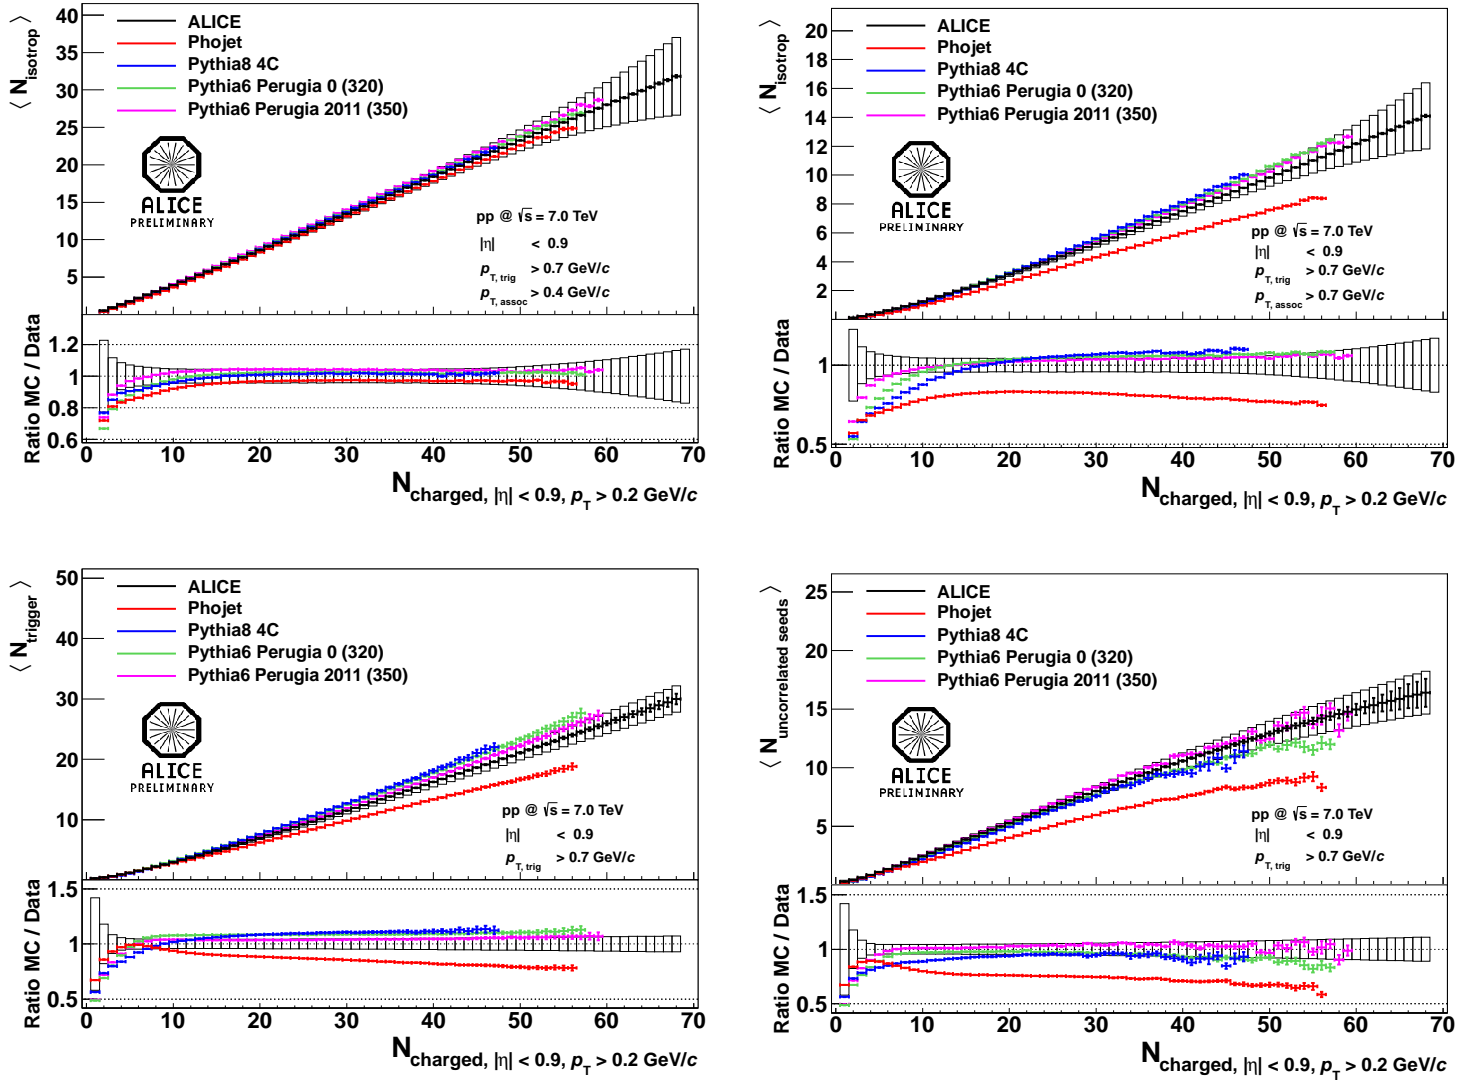 ⟨ N_isotrop ⟩
40
35
30
25
20
15
10
5
ALICE
Phojet
Pythia8 4C
Pythia6 Perugia 0 (320)
Pythia6 Perugia 2011 (350)
ALICE
PRELIMINARY
pp @ √s = 7.0 TeV
|η| < 0.9
p_T, trig > 0.7 GeV/c
p_T, assoc > 0.4 GeV/c
Ratio MC / Data
1.2
1.0
0.8
0.6
0 10 20 30 40 50 60 70
N_charged, |η| < 0.9, p_T > 0.2 GeV/c
⟨ N_isotrop ⟩
20
18
16
14
12
10
8
6
4
2
ALICE
Phojet
Pythia8 4C
Pythia6 Perugia 0 (320)
Pythia6 Perugia 2011 (350)
ALICE
PRELIMINARY
pp @ √s = 7.0 TeV
|η| < 0.9
p_T, trig > 0.7 GeV/c
p_T, assoc > 0.7 GeV/c
Ratio MC / Data
1
0.5
0 10 20 30 40 50 60 70
N_charged, |η| < 0.9, p_T > 0.2 GeV/c
⟨ N_trigger ⟩
50
40
30
20
10
ALICE
Phojet
Pythia8 4C
Pythia6 Perugia 0 (320)
Pythia6 Perugia 2011 (350)
ALICE
PRELIMINARY
pp @ √s = 7.0 TeV
|η| < 0.9
p_T, trig > 0.7 GeV/c
Ratio MC / Data
1.5
1
0.5
0 10 20 30 40 50 60 70
N_charged, |η| < 0.9, p_T > 0.2 GeV/c
⟨ N_uncorrelated seeds ⟩
25
20
15
10
5
ALICE
Phojet
Pythia8 4C
Pythia6 Perugia 0 (320)
Pythia6 Perugia 2011 (350)
ALICE
PRELIMINARY
pp @ √s = 7.0 TeV
|η| < 0.9
p_T, trig > 0.7 GeV/c
Ratio MC / Data
1.5
1
0.5
0 10 20 30 40 50 60 70
N_charged, |η| < 0.9, p_T > 0.2 GeV/c